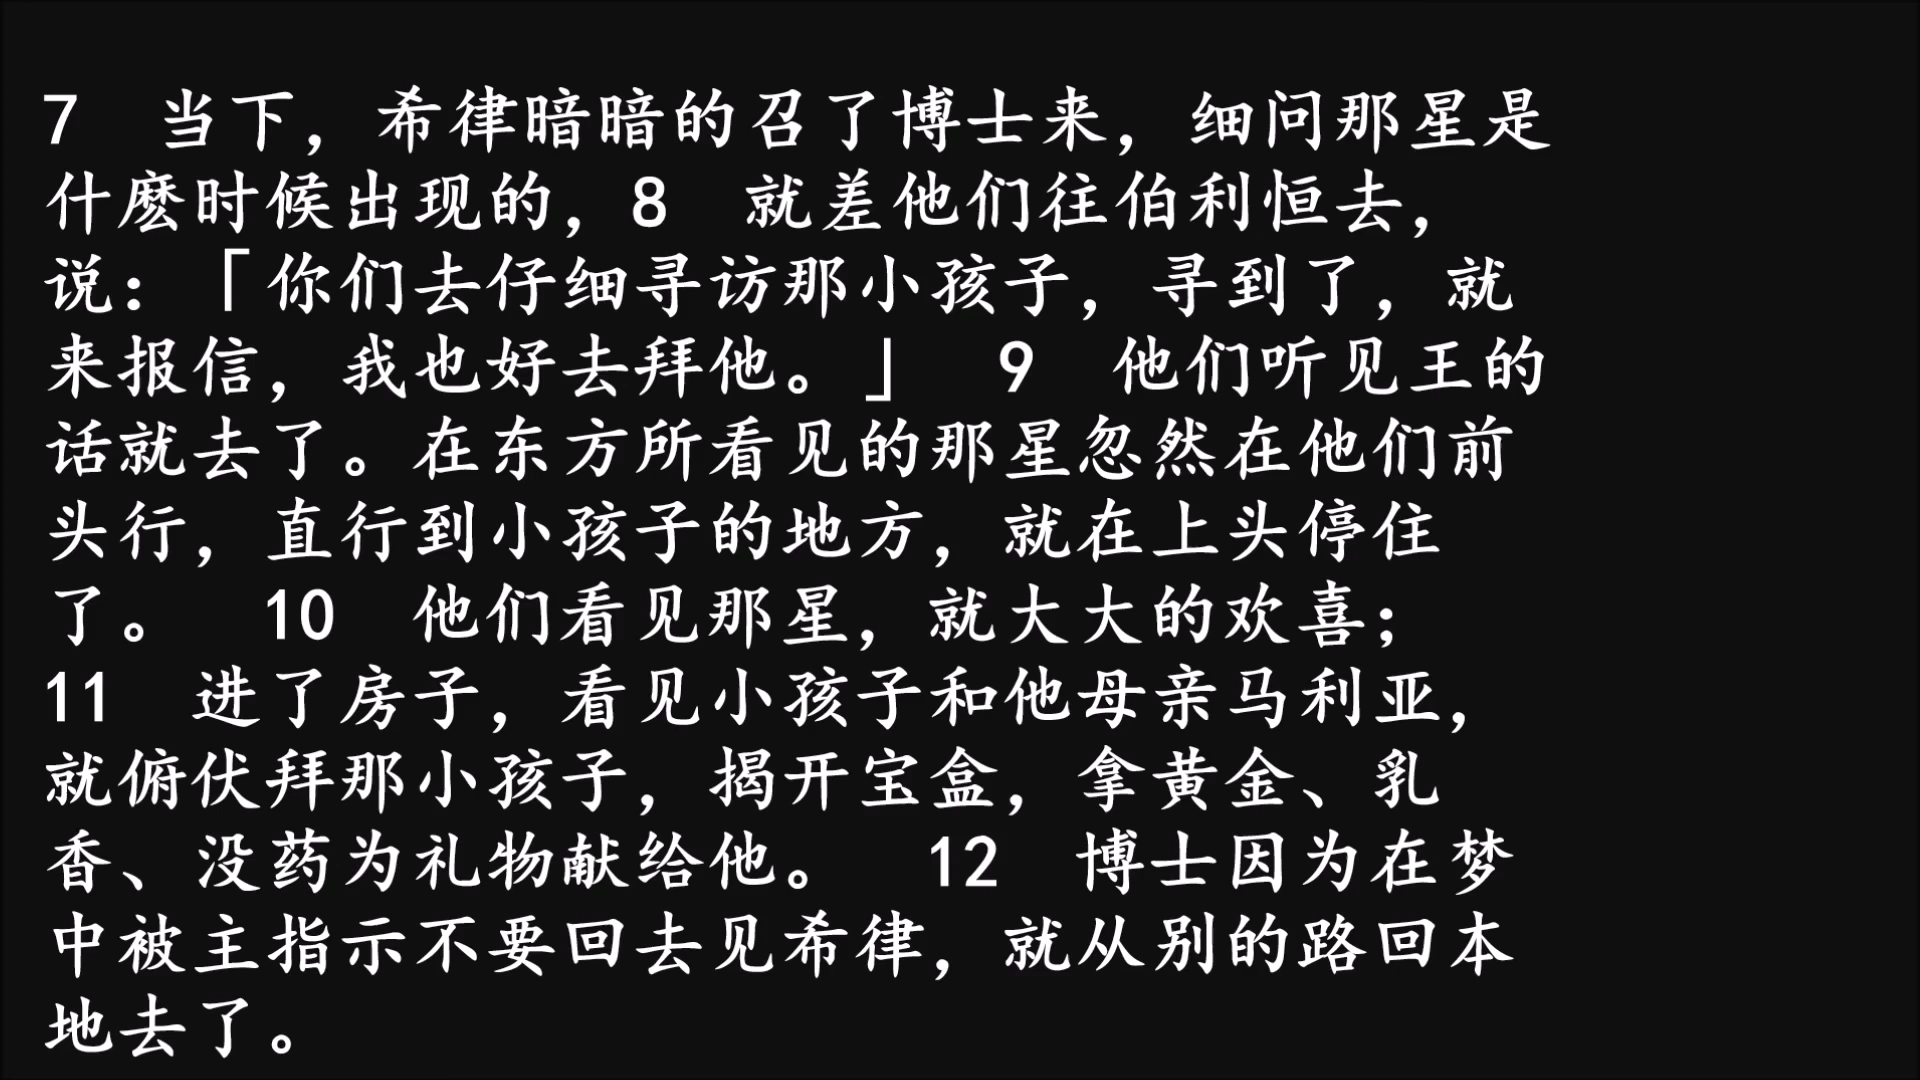 7　当下，希律暗暗的召了博士来，细问那星是
什麽时候出现的，8　就差他们往伯利恒去，
说：「你们去仔细寻访那小孩子，寻到了，就
来报信，我也好去拜他。」　9　他们听见王的
话就去了。在东方所看见的那星忽然在他们前
头行，直行到小孩子的地方，就在上头停住
了。　10　他们看见那星，就大大的欢喜；
11　进了房子，看见小孩子和他母亲马利亚，
就俯伏拜那小孩子，揭开宝盒，拿黄金、乳
香、没药为礼物献给他。　12　博士因为在梦
中被主指示不要回去见希律，就从别的路回本
地去了。